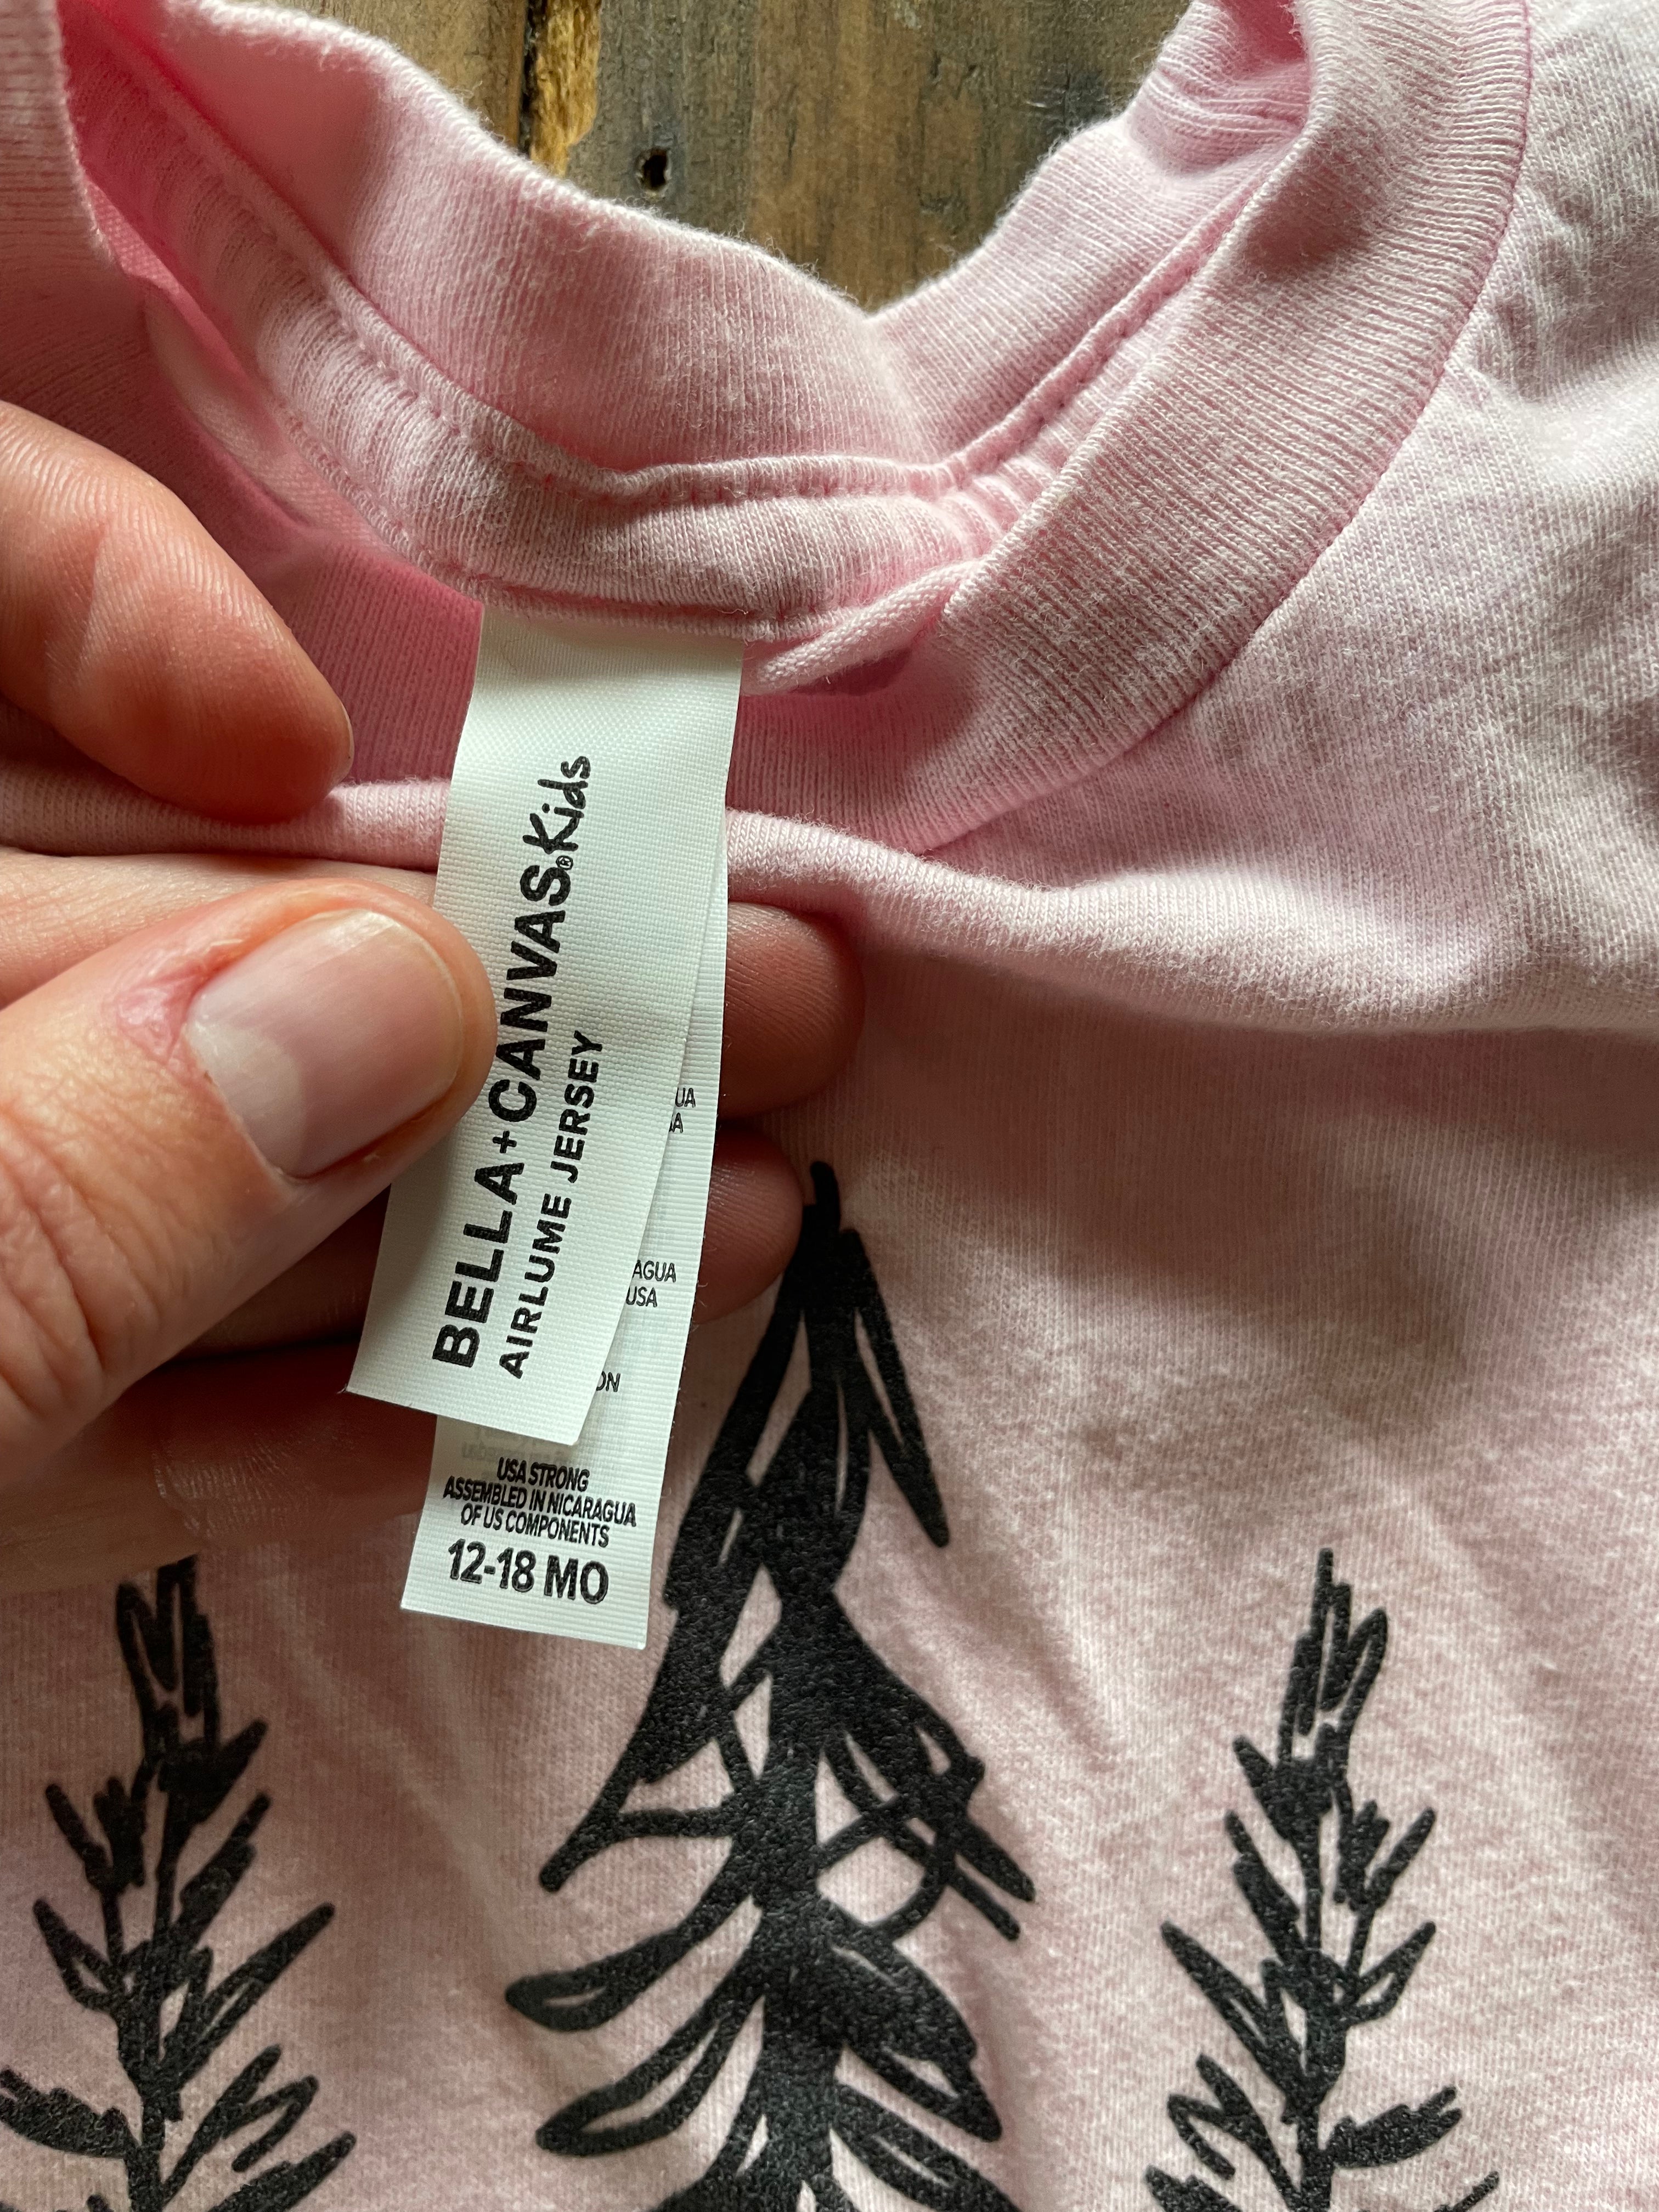 BELLA+CANVAS® Kids
AIRLUME JERSEY
USA STRONG
ASSEMBLED IN NICARAGUA
OF US COMPONENTS
12-18 MO